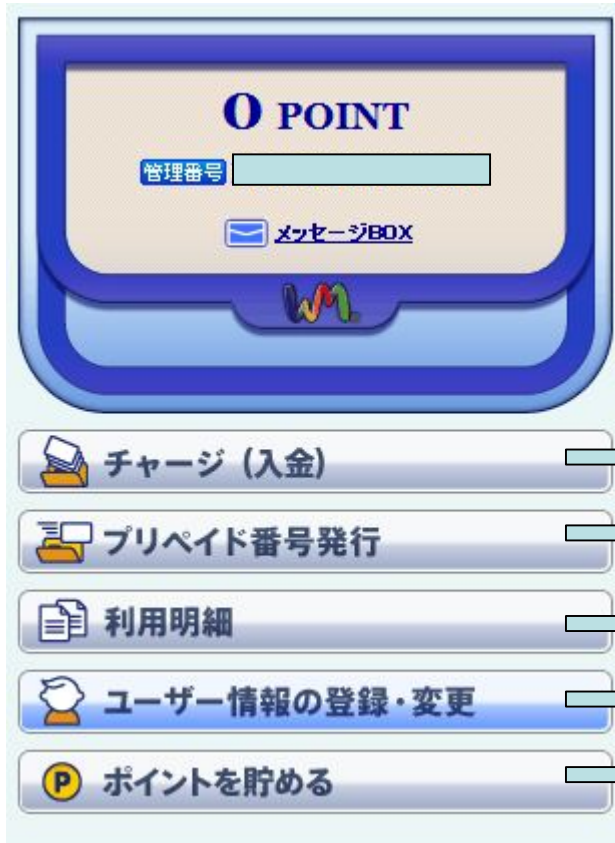 0 POINT
管理番号
メッセージBOX
WM.
チャージ (入金)
プリペイド番号発行
利用明細
ユーザー情報の登録・変更
P ポイントを貯める